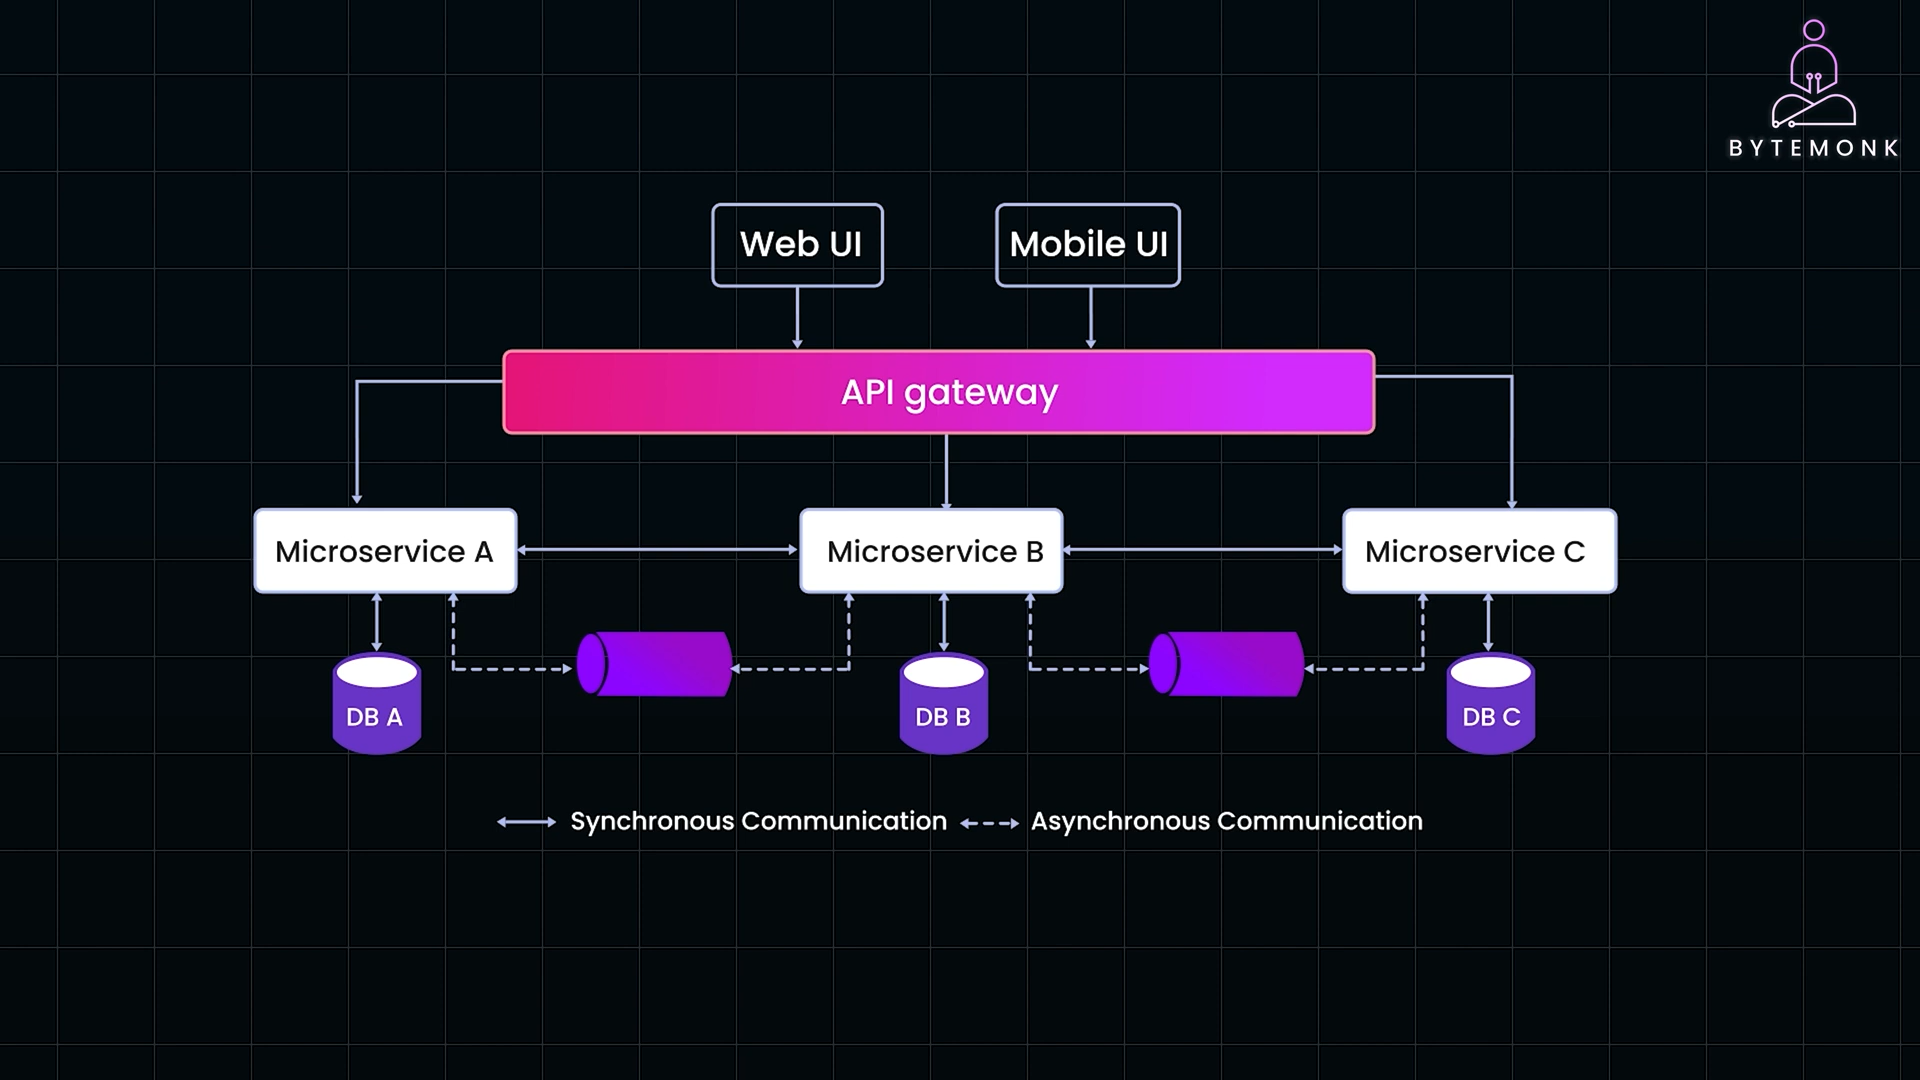 BYTEMONK
Web UI
Mobile UI
API gateway
Microservice A
Microservice B
Microservice C
DB A
DB B
DB C
Synchronous Communication
Asynchronous Communication